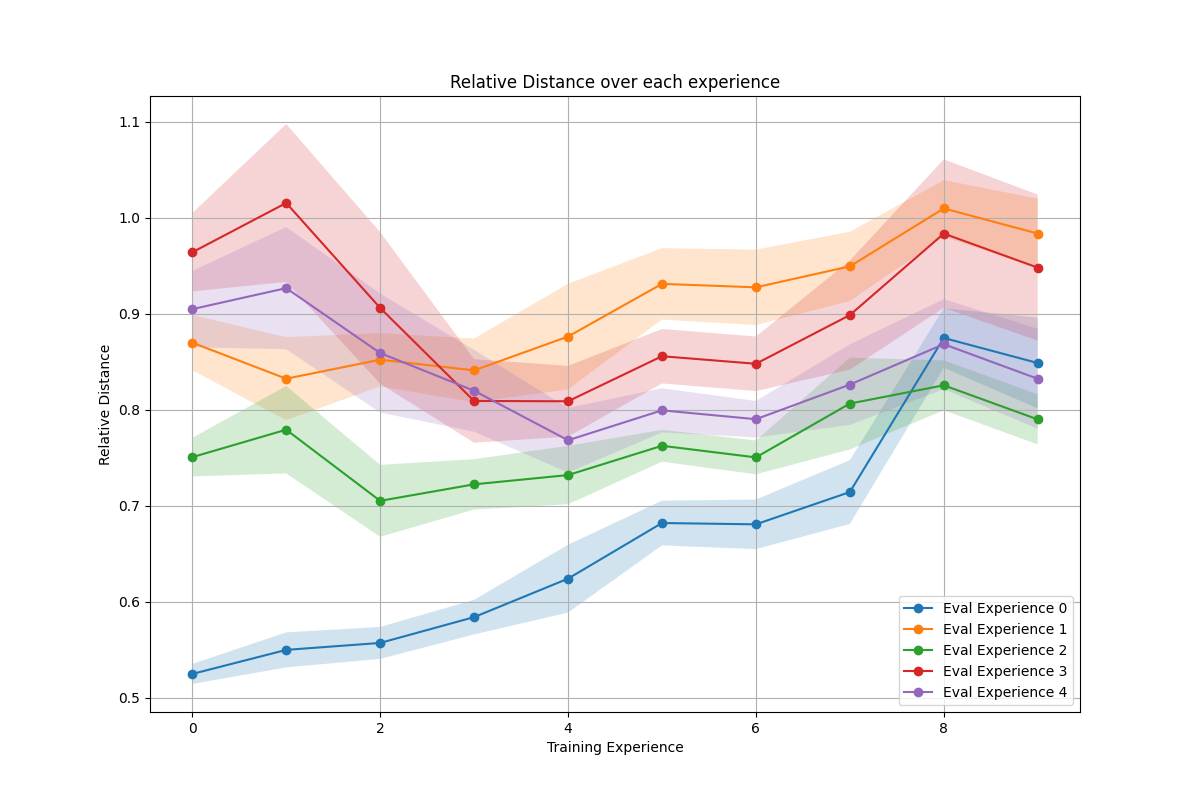 Relative Distance over each experience
1.1
1.0
0.9
0.8
0.7
0.6
0.5
Relative Distance
0 2 4 6 8
Training Experience
Eval Experience 0
Eval Experience 1
Eval Experience 2
Eval Experience 3
Eval Experience 4